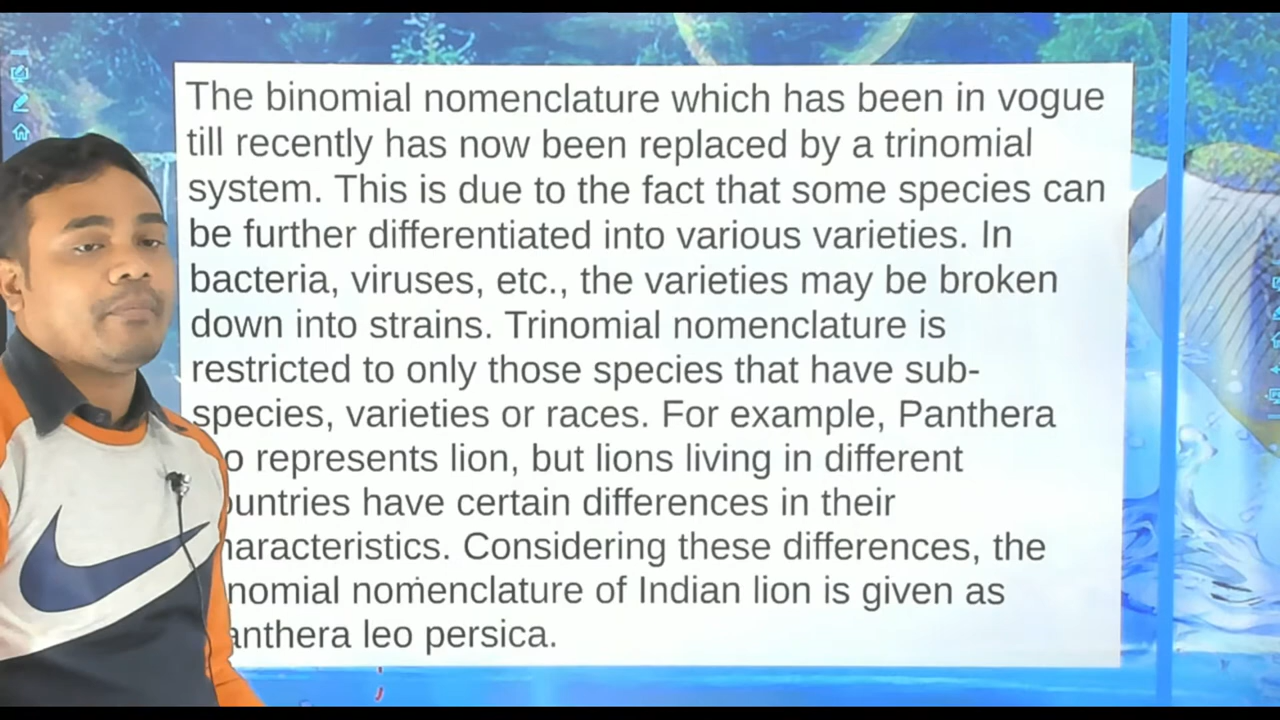 The binomial nomenclature which has been in vogue
till recently has now been replaced by a trinomial
system. This is due to the fact that some species can
be further differentiated into various varieties. In
bacteria, viruses, etc., the varieties may be broken
down into strains. Trinomial nomenclature is
restricted to only those species that have sub-
species, varieties or races. For example, Panthera
represents lion, but lions living in different
have certain differences in their
Considering these differences, the
nomenclature of Indian lion is given as
leo persica.